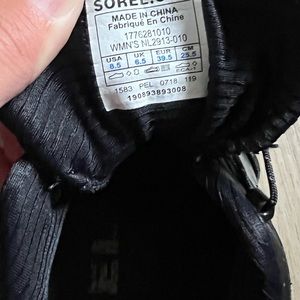 SOREL
MADE IN CHINA
Fabriqué En Chine
1776281010
WMN'S NL2913-010
USA UK EUR CM
8.5 6.5 39.5 25.5
1583 PEL 0718 119
190893893008